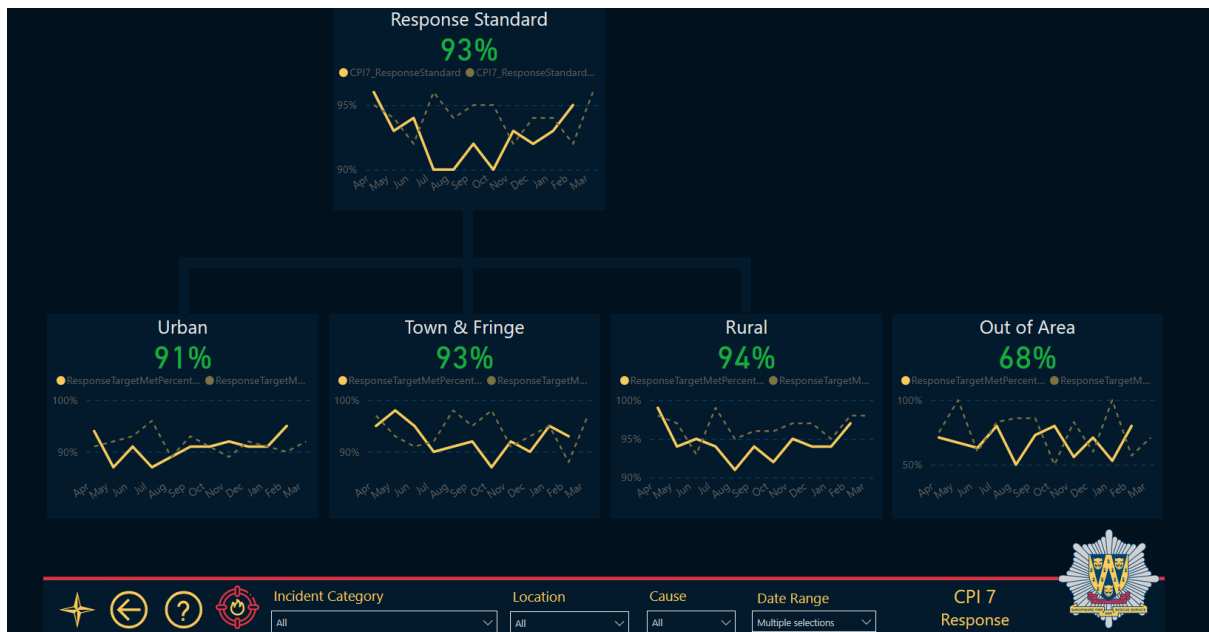 Response Standard
93%
CPI7_ResponseStandard CPI7_ResponseStandard...
95%
90%
Apr May Jun Jul Aug Sep Oct Nov Dec Jan Feb Mar
Urban
91%
ResponseTargetMetPercent... ResponseTargetM...
100%
90%
Apr May Jun Jul Aug Sep Oct Nov Dec Jan Feb Mar
Town & Fringe
93%
ResponseTargetMetPercent... ResponseTargetM...
100%
90%
Apr May Jun Jul Aug Sep Oct Nov Dec Jan Feb Mar
Rural
94%
ResponseTargetMetPercent... ResponseTargetM...
100%
95%
90%
Apr May Jun Jul Aug Sep Oct Nov Dec Jan Feb Mar
Out of Area
68%
ResponseTargetMetPercent... ResponseTargetM...
100%
50%
Apr May Jun Jul Aug Sep Oct Nov Dec Jan Feb Mar
?
Incident Category
All
Location
All
Cause
All
Date Range
Multiple selections
CPI 7
Response
SHROPSHIRE FIRE AND RESCUE SERVICE